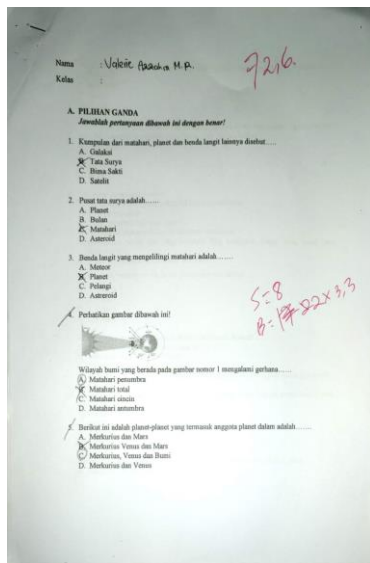 Nama : Valerie Azzahra M.R.
72,6.
Kelas :
A. PILIHAN GANDA
Jawablah pertanyaan dibawah ini dengan benar!
1. Kumpulan dari matahari, planet dan benda langit lainnya disebut....
A. Galaksi
B. Tata Surya
C. Bima Sakti
D. Satelit
2. Pusat tata surya adalah......
A. Planet
B. Bulan
C. Matahari
D. Asteroid
3. Benda langit yang mengelilingi matahari adalah.......
A. Meteor
B. Planet
C. Pelangi
D. Asteroid
S = 8
B = 22 x 3,3
4. Perhatikan gambar dibawah ini!
Wilayah bumi yang berada pada gambar nomor 1 mengalami gerhana......
A. Matahari penumbra
B. Matahari total
C. Matahari cincin
D. Matahari antumbra
5. Berikut ini adalah planet-planet yang termasuk anggota planet dalam adalah.......
A. Merkurius dan Mars
B. Merkurius Venus dan Mars
C. Merkurius, Venus dan Bumi
D. Merkurius dan Venus